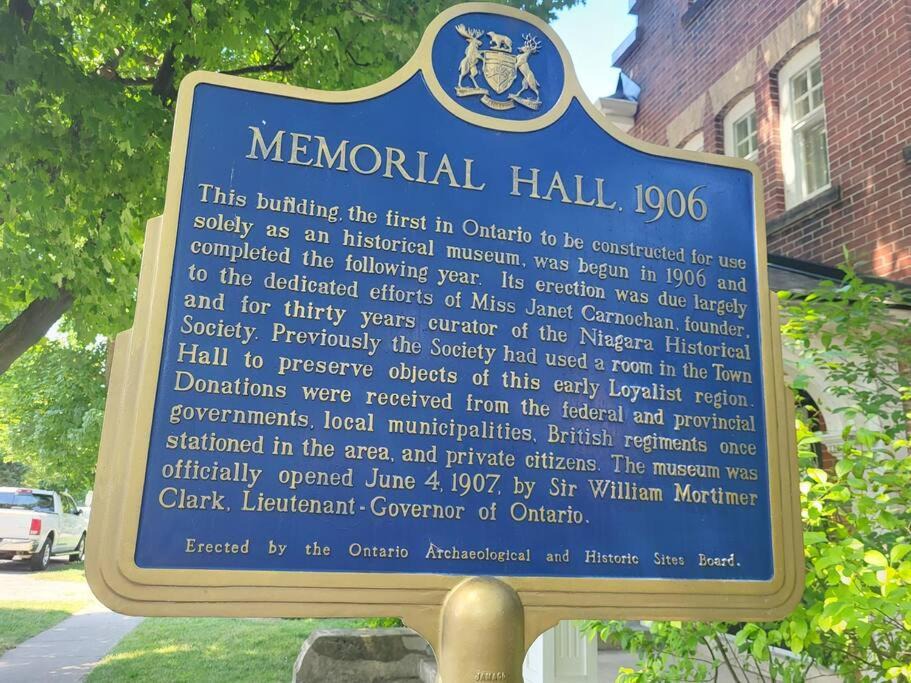 MEMORIAL HALL, 1906
This building, the first in Ontario to be constructed for use
solely as an historical museum, was begun in 1906 and
completed the following year. Its erection was due largely
to the dedicated efforts of Miss Janet Carnochan, founder,
and for thirty years curator of the Niagara Historical
Society. Previously the Society had used a room in the Town
Hall to preserve objects of this early Loyalist region.
Donations were received from the federal and provincial
governments, local municipalities, British regiments once
stationed in the area, and private citizens. The museum was
officially opened June 4, 1907, by Sir William Mortimer
Clark, Lieutenant-Governor of Ontario.
Erected by the Ontario Archaeological and Historic Sites Board.